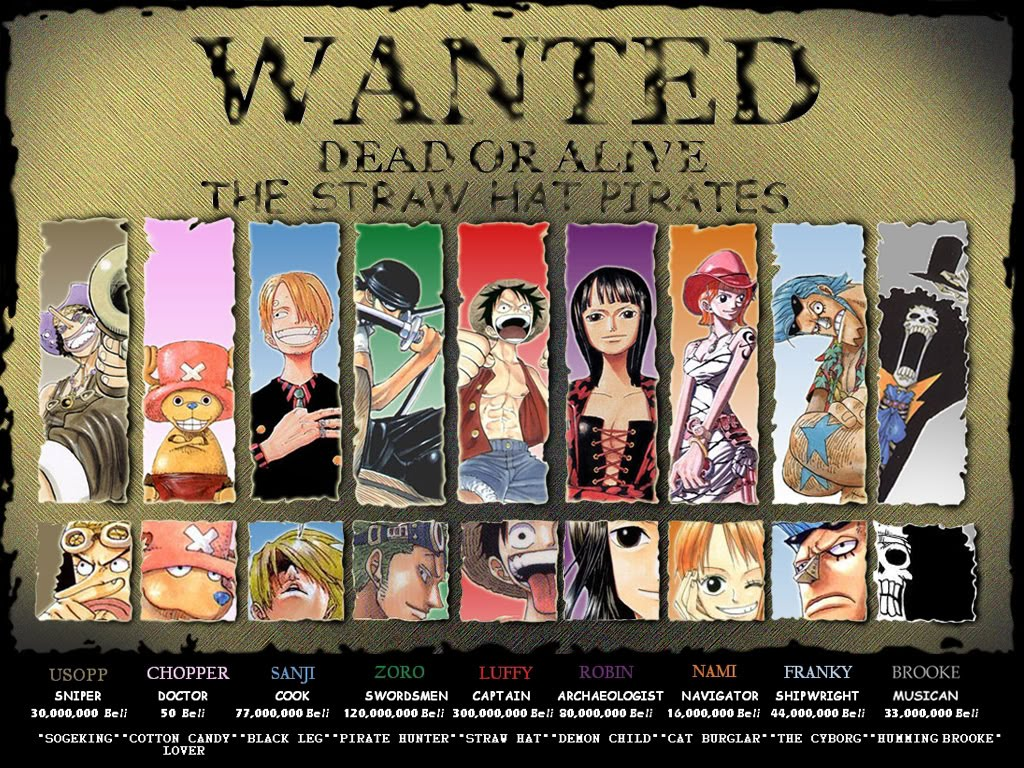 WANTED
DEAD OR ALIVE
THE STRAW HAT PIRATES
USOPP CHOPPER SANJI ZORO LUFFY ROBIN NAMI FRANKY BROOKE
SNIPER DOCTOR COOK SWORDSMEN CAPTAIN ARCHAEOLOGIST NAVIGATOR SHIPWRIGHT MUSICAN
30,000,000 Beli 50 Beli 77,000,000 Beli 120,000,000 Beli 300,000,000 Beli 80,000,000 Beli 16,000,000 Beli 44,000,000 Beli 33,000,000 Beli
"SOGEKING""COTTON CANDY""BLACK LEG""PIRATE HUNTER""STRAW HAT""DEMON CHILD""CAT BURGLAR""THE CYBORG""HUMMING BROOKE"
LOVER